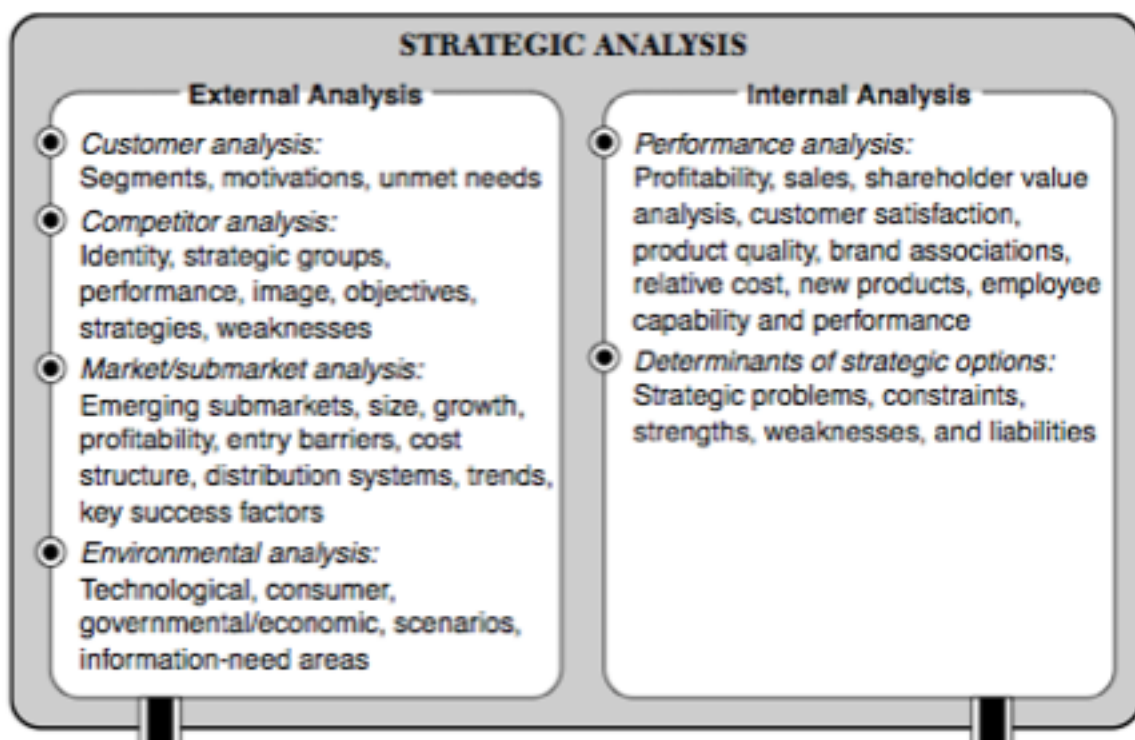 STRATEGIC ANALYSIS
External Analysis
Customer analysis:
Segments, motivations, unmet needs
Competitor analysis:
Identity, strategic groups,
performance, image, objectives,
strategies, weaknesses
Market/submarket analysis:
Emerging submarkets, size, growth,
profitability, entry barriers, cost
structure, distribution systems, trends,
key success factors
Environmental analysis:
Technological, consumer,
governmental/economic, scenarios,
information-need areas
Internal Analysis
Performance analysis:
Profitability, sales, shareholder value
analysis, customer satisfaction,
product quality, brand associations,
relative cost, new products, employee
capability and performance
Determinants of strategic options:
Strategic problems, constraints,
strengths, weaknesses, and liabilities